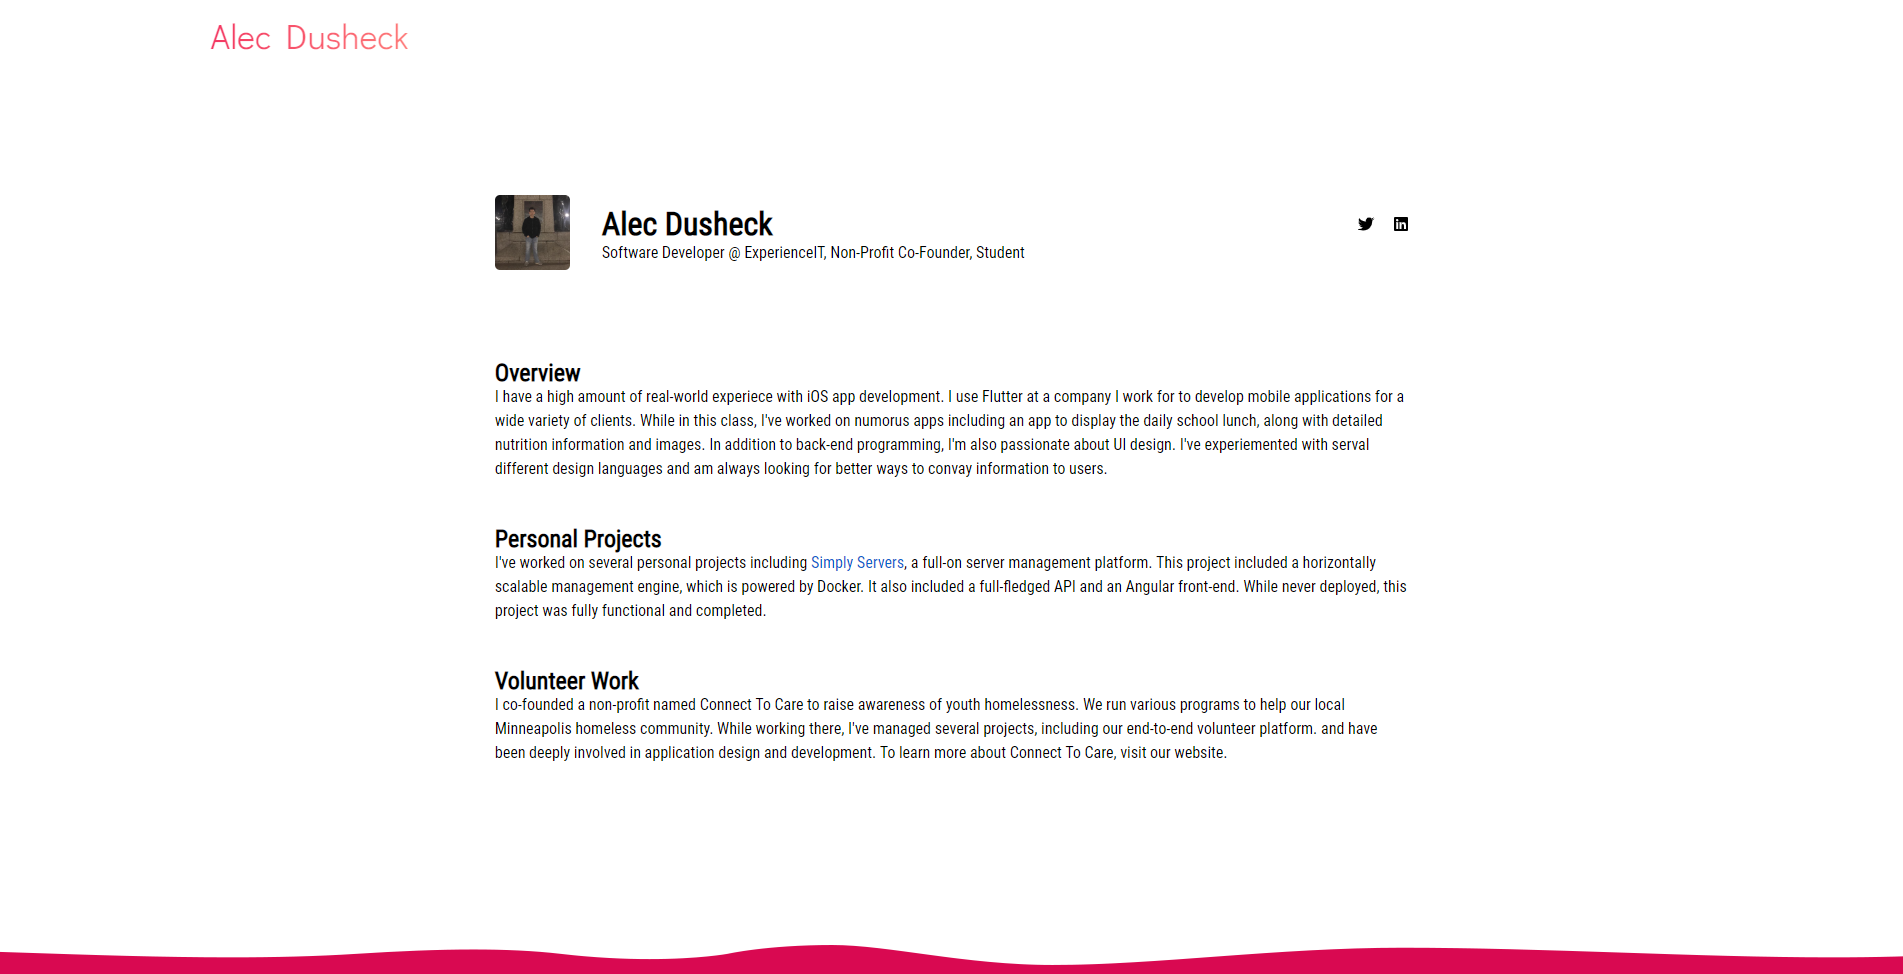 Alec Dusheck
Alec Dusheck
Software Developer @ ExperienceIT, Non-Profit Co-Founder, Student
Overview
I have a high amount of real-world experiece with iOS app development. I use Flutter at a company I work for to develop mobile applications for a
wide variety of clients. While in this class, I've worked on numorus apps including an app to display the daily school lunch, along with detailed
nutrition information and images. In addition to back-end programming, I'm also passionate about UI design. I've experiemented with serval
different design languages and am always looking for better ways to convay information to users.
Personal Projects
I've worked on several personal projects including Simply Servers, a full-on server management platform. This project included a horizontally
scalable management engine, which is powered by Docker. It also included a full-fledged API and an Angular front-end. While never deployed, this
project was fully functional and completed.
Volunteer Work
I co-founded a non-profit named Connect To Care to raise awareness of youth homelessness. We run various programs to help our local
Minneapolis homeless community. While working there, I've managed several projects, including our end-to-end volunteer platform. and have
been deeply involved in application design and development. To learn more about Connect To Care, visit our website.